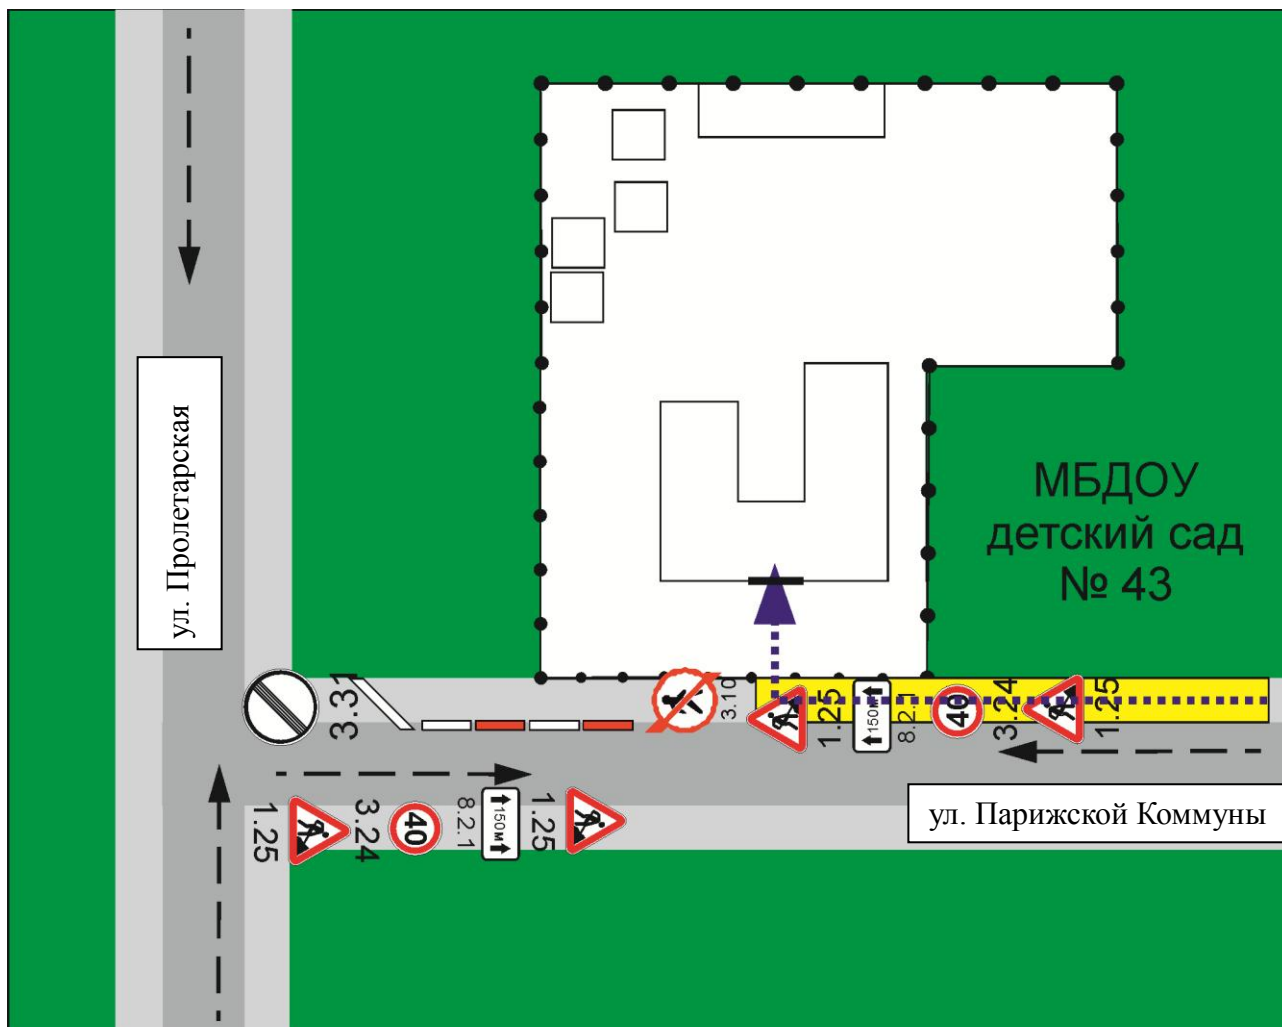 ул. Пролетарская
МБДОУ
детский сад
№ 43
3.31
3.10
1.25
150м
8.2.1
40
3.24
1.25
ул. Парижской Коммуны
1.25
3.24
40
8.2.1
150м
1.25